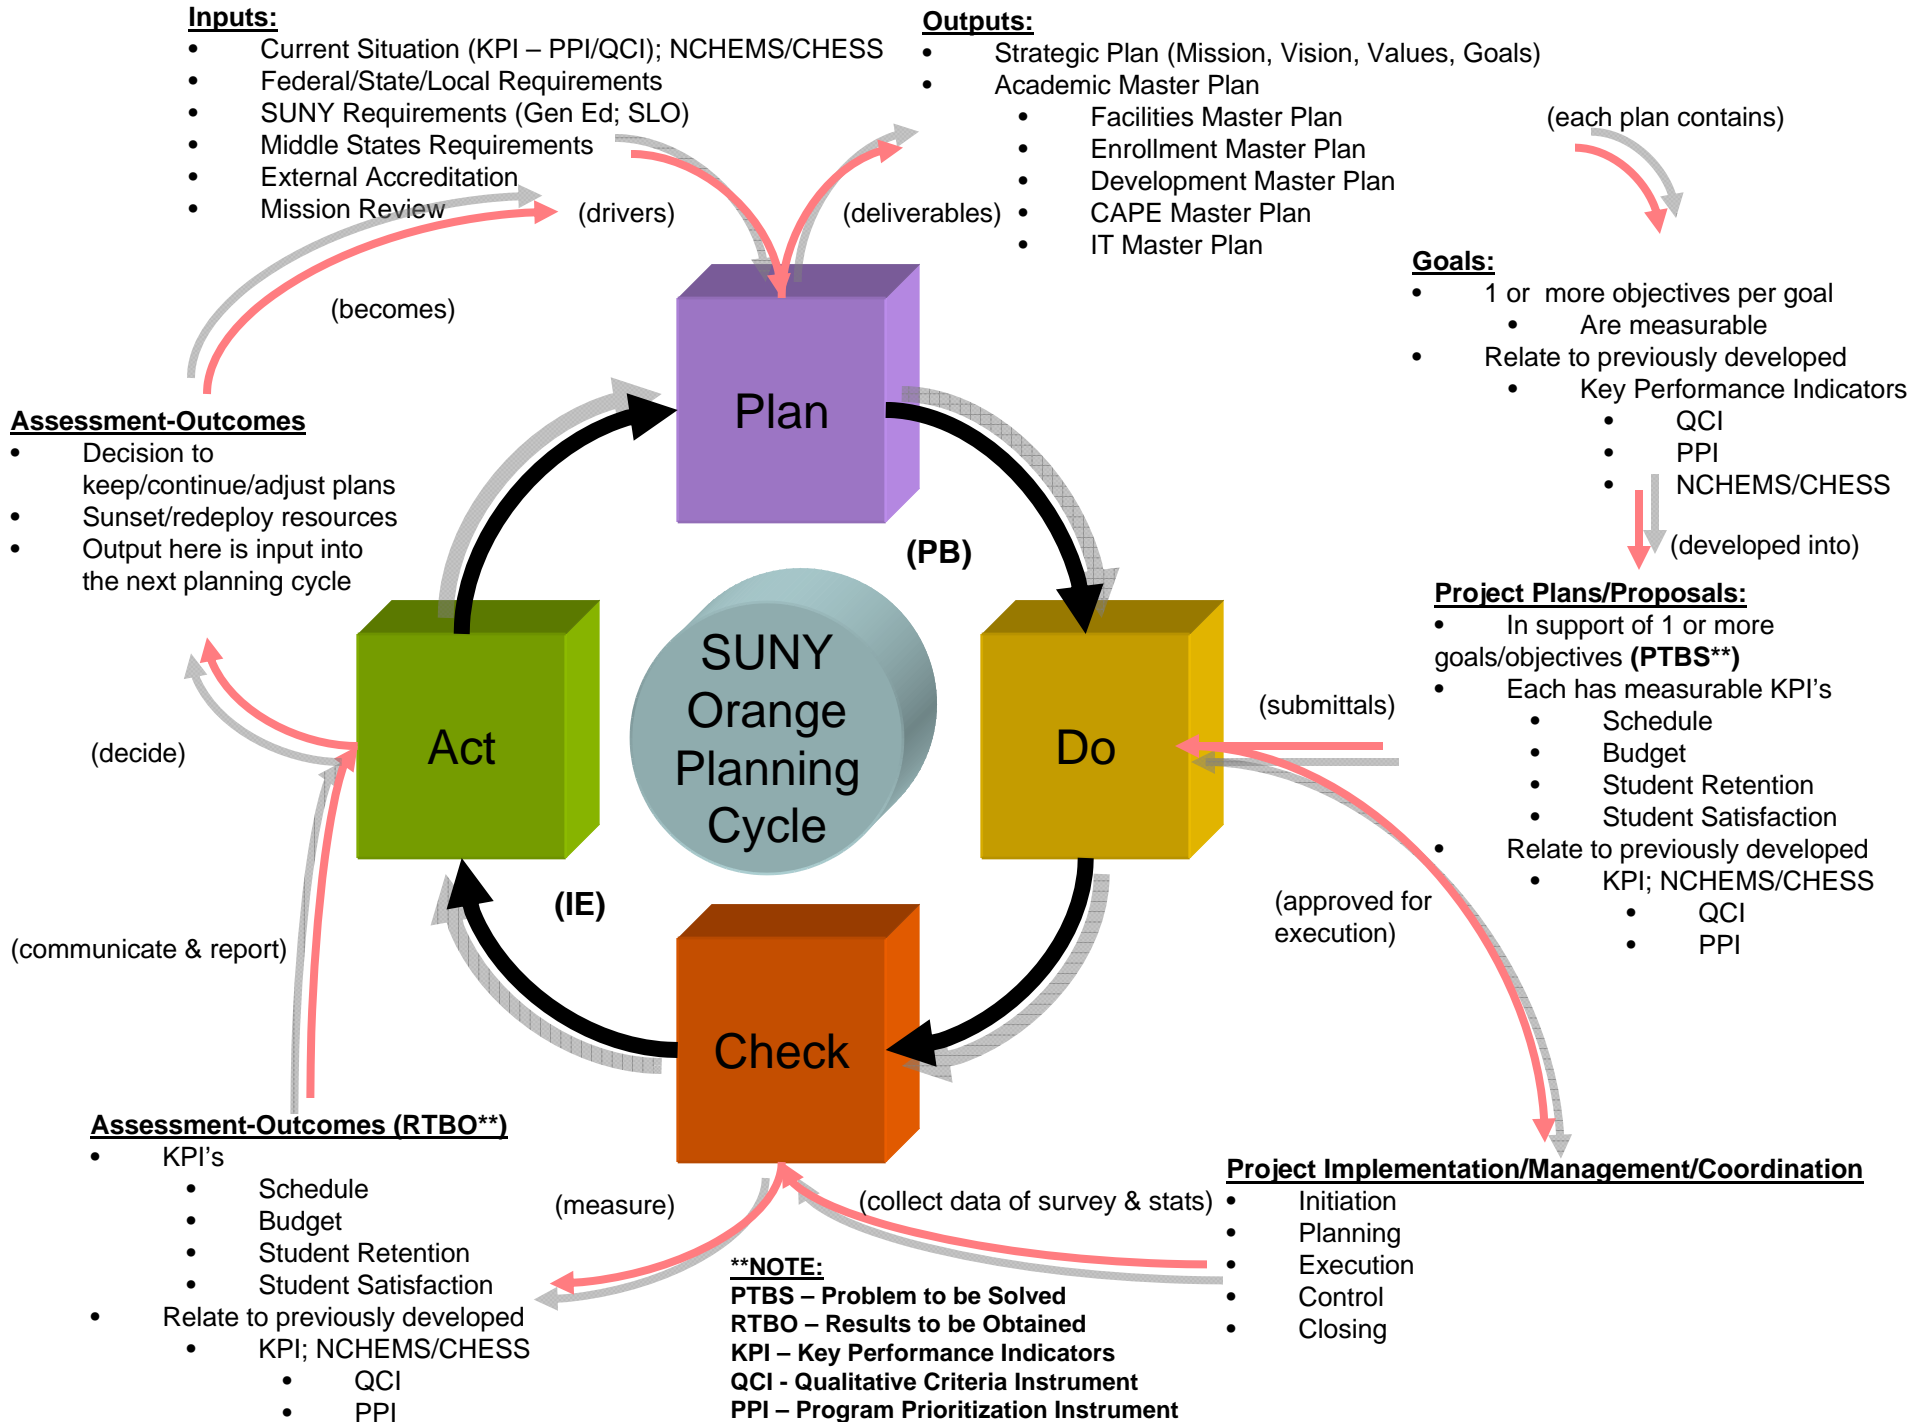 Inputs:
• Current Situation (KPI – PPI/QCI); NCHEMS/CHESS
• Federal/State/Local Requirements
• SUNY Requirements (Gen Ed; SLO)
• Middle States Requirements
• External Accreditation
• Mission Review
(drivers)
Outputs:
• Strategic Plan (Mission, Vision, Values, Goals)
• Academic Master Plan
• Facilities Master Plan
• Enrollment Master Plan
• Development Master Plan
• CAPE Master Plan
• IT Master Plan
(deliverables)
(each plan contains)
Goals:
• 1 or more objectives per goal
• Are measurable
• Relate to previously developed
• Key Performance Indicators
• QCI
• PPI
• NCHEMS/CHESS
(developed into)
Project Plans/Proposals:
• In support of 1 or more
goals/objectives (PTBS**)
• Each has measurable KPI's
• Schedule
• Budget
• Student Retention
• Student Satisfaction
• Relate to previously developed
• KPI; NCHEMS/CHESS
• QCI
• PPI
(submittals)
(approved for
execution)
(becomes)
Assessment-Outcomes
• Decision to
keep/continue/adjust plans
• Sunset/redeploy resources
• Output here is input into
the next planning cycle
(decide)
(communicate & report)
Plan
(PB)
Do
Act
(IE)
Check
SUNY
Orange
Planning
Cycle
Assessment-Outcomes (RTBO**)
• KPI's
• Schedule
• Budget
• Student Retention
• Student Satisfaction
• Relate to previously developed
• KPI; NCHEMS/CHESS
• QCI
• PPI
(measure)
(collect data of survey & stats)
Project Implementation/Management/Coordination
• Initiation
• Planning
• Execution
• Control
• Closing
**NOTE:
PTBS – Problem to be Solved
RTBO – Results to be Obtained
KPI – Key Performance Indicators
QCI - Qualitative Criteria Instrument
PPI – Program Prioritization Instrument